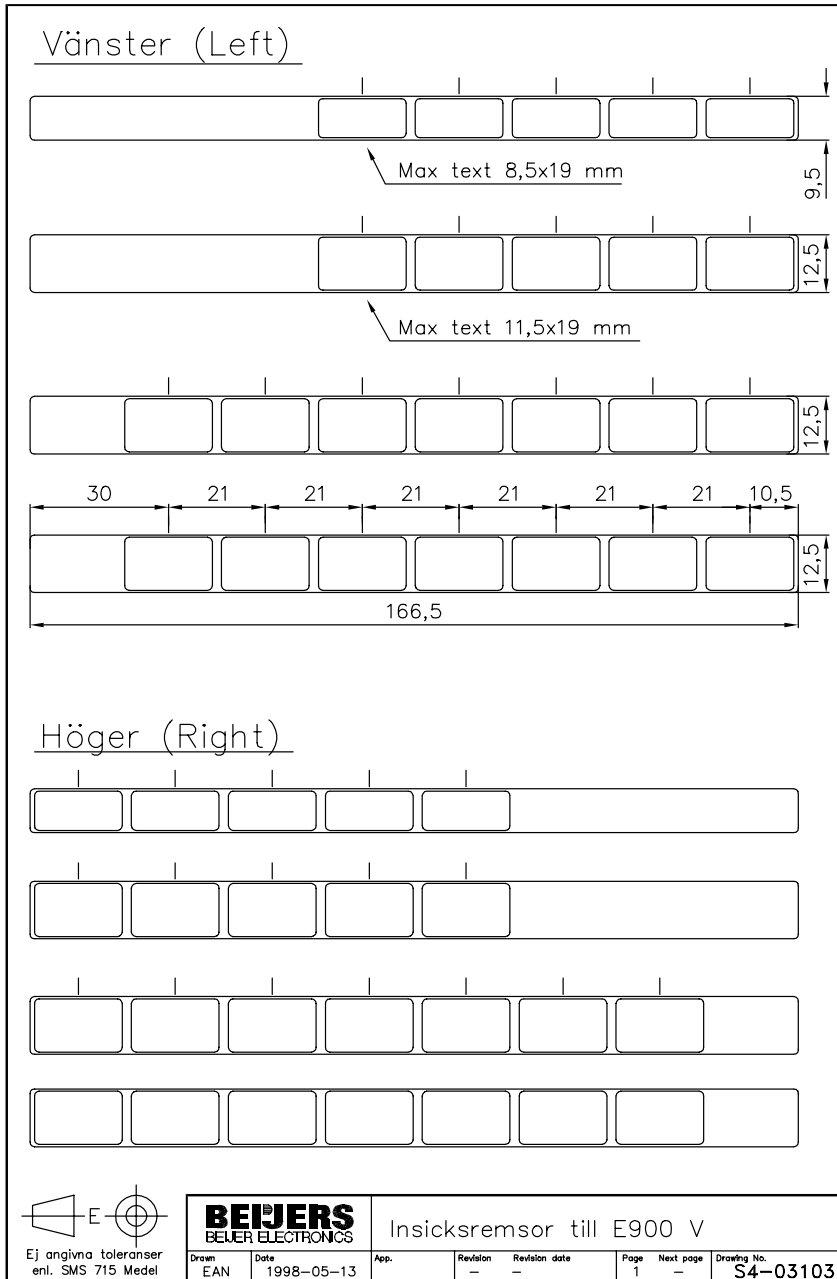 Vänster (Left)
Max text 8,5x19 mm
9,5
12,5
Max text 11,5x19 mm
12,5
30 21 21 21 21 21 21 10,5
12,5
166,5
Höger (Right)
E
Ej angivna toleranser
enl. SMS 715 Medel
BEIJERS
BEIJER ELECTRONICS
Insicksremsor till E900 V
Drawn Date App. Revision Revision date Page Next page Drawing No.
EAN 1998-05-13 - - 1 - S4-03103